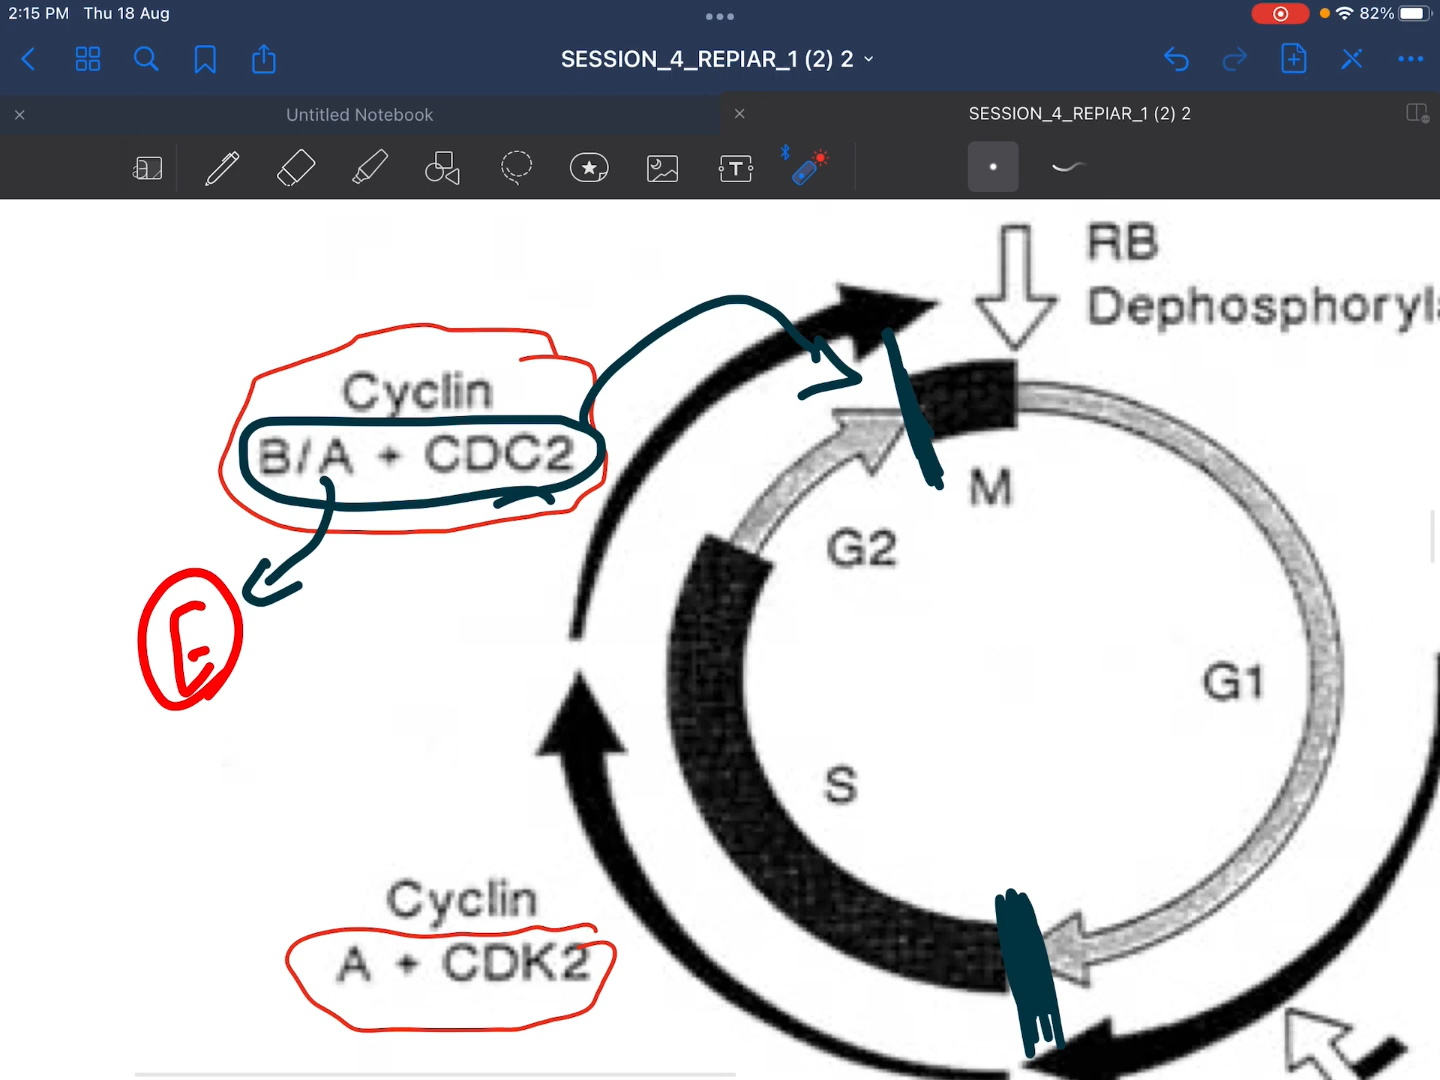 2:15 PM Thu 18 Aug
82%
SESSION_4_REPIAR_1 (2) 2
Untitled Notebook
SESSION_4_REPIAR_1 (2) 2
RB
Dephosphoryl
Cyclin
B/A + CDC2
M
G2
E
G1
S
Cyclin
A + CDK2